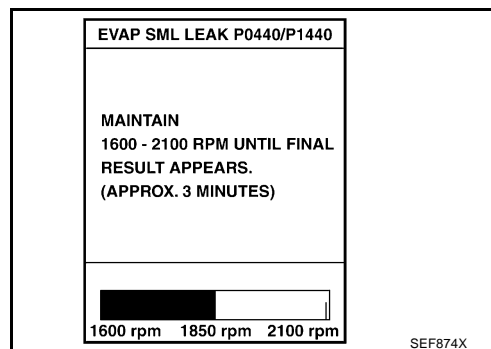 EVAP SML LEAK P0440/P1440
MAINTAIN
1600 - 2100 RPM UNTIL FINAL
RESULT APPEARS.
(APPROX. 3 MINUTES)
1600 rpm 1850 rpm 2100 rpm
SEF874X